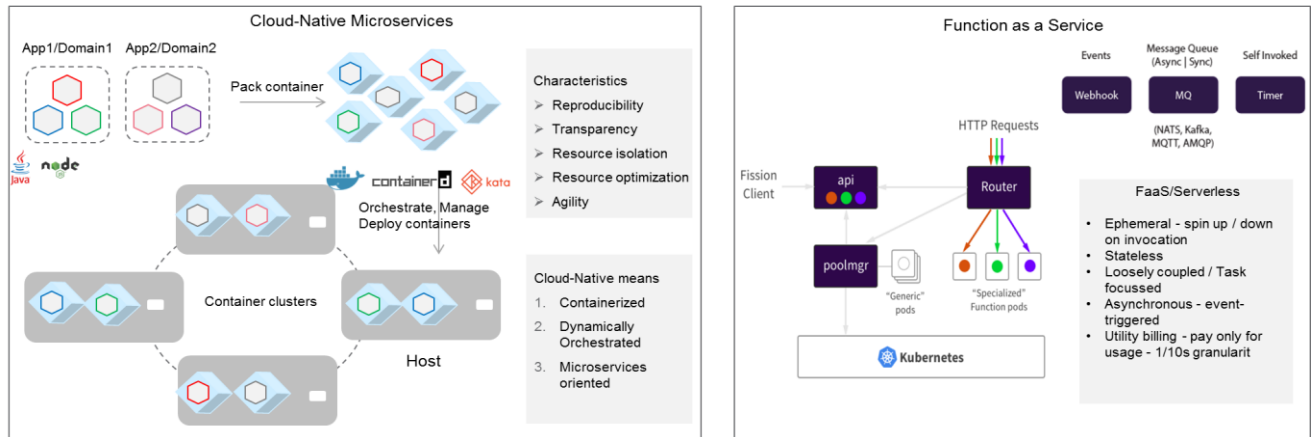 Cloud-Native Microservices
App1/Domain1
App2/Domain2
Pack container
Java
node
JS
docker
containerd
kata
Orchestrate, Manage
Deploy containers
Container clusters
Host
Characteristics
➢ Reproducibility
➢ Transparency
➢ Resource isolation
➢ Resource optimization
➢ Agility
Cloud-Native means
1. Containerized
2. Dynamically
Orchestrated
3. Microservices
oriented
Function as a Service
Events
Message Queue
(Async | Sync)
Self Invoked
Webhook
MQ
Timer
(NATS, Kafka,
MQTT, AMQP)
HTTP Requests
Fission
Client
api
Router
poolmgr
"Generic"
pods
"Specialized"
Function pods
Kubernetes
FaaS/Serverless
• Ephemeral - spin up / down
on invocation
• Stateless
• Loosely coupled / Task
focussed
• Asynchronous - event-
triggered
• Utility billing - pay only for
usage - 1/10s granularit